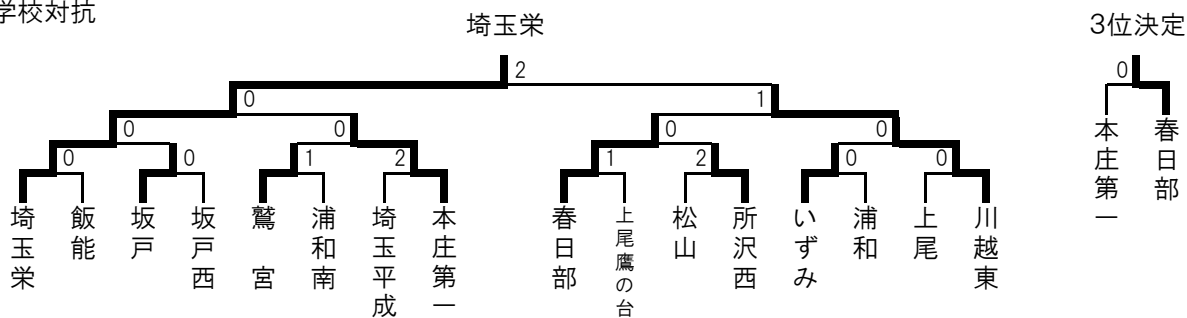 学校対抗
埼玉栄
3位決定
2
0
0
1
0
0
0
0
0
0
1
2
1
2
0
0
埼玉栄
飯能
坂戸
坂戸西
鷲宮
浦和南
埼玉平成
本庄第一
春日部
上尾鷹の台
松山
所沢西
いずみ
浦和
上尾
川越東
本庄第一
春日部